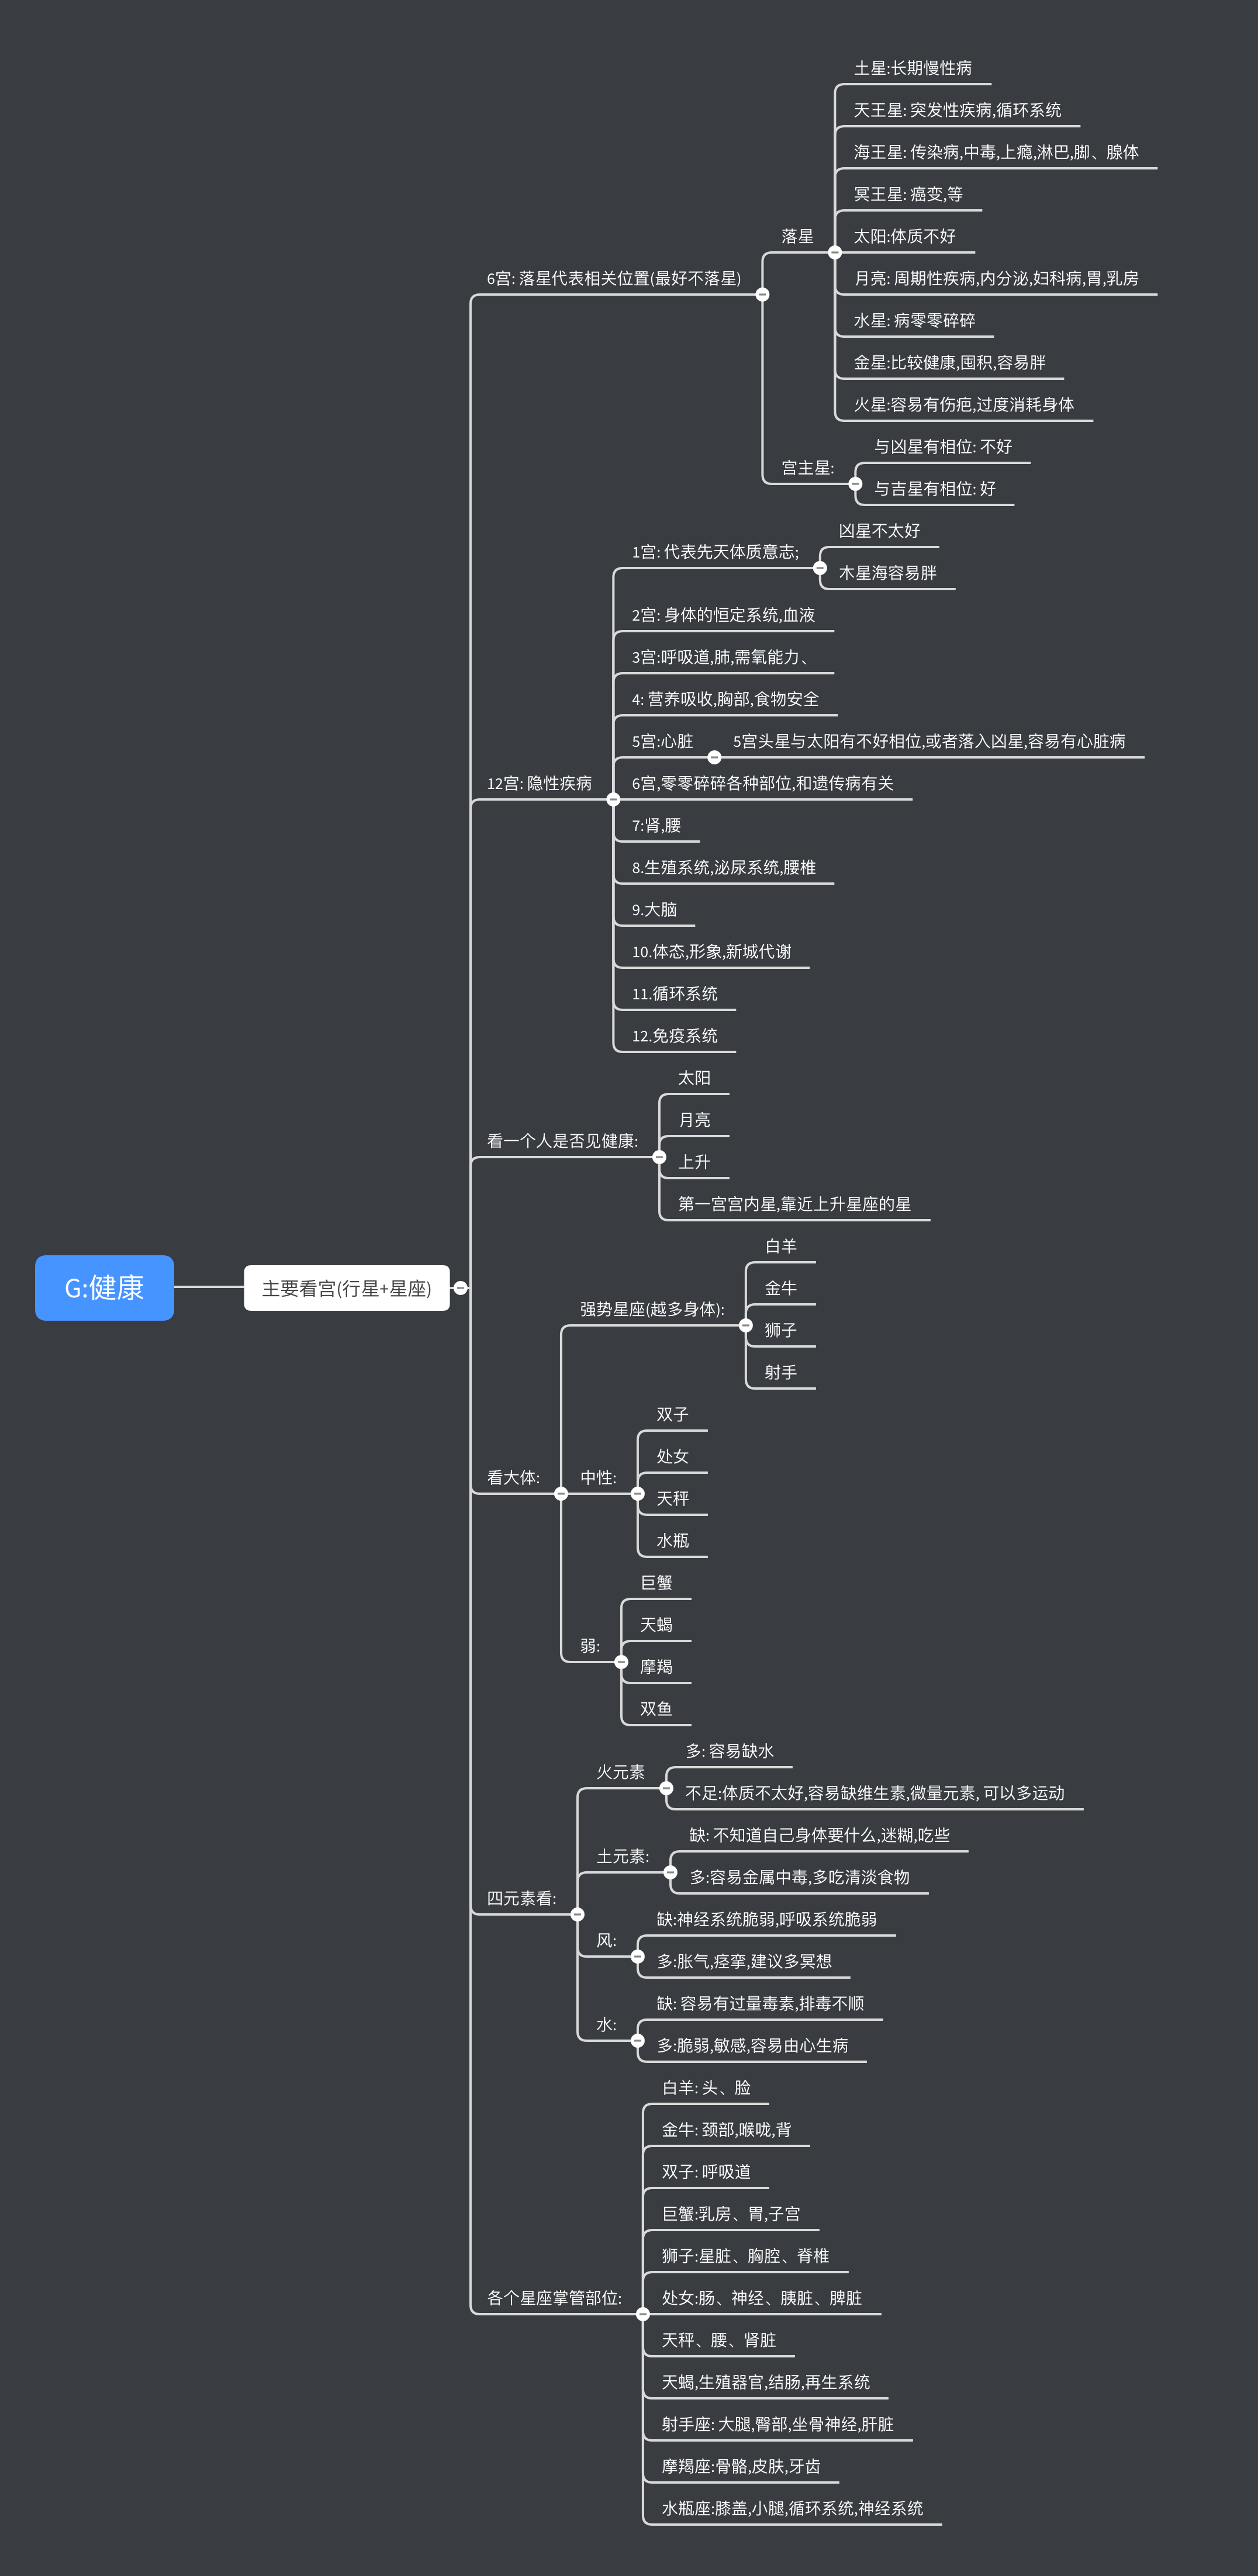 G:健康
主要看宫(行星+星座)
6宫: 落星代表相关位置(最好不落星)
落星
土星:长期慢性病
天王星: 突发性疾病,循环系统
海王星: 传染病,中毒,上瘾,淋巴,脚、腺体
冥王星: 癌变,等
太阳:体质不好
月亮: 周期性疾病,内分泌,妇科病,胃,乳房
水星: 病零零碎碎
金星:比较健康,囤积,容易胖
火星:容易有伤疤,过度消耗身体
宫主星:
与凶星有相位: 不好
与吉星有相位: 好
12宫: 隐性疾病
1宫: 代表先天体质意志;
凶星不太好
木星海容易胖
2宫: 身体的恒定系统,血液
3宫:呼吸道,肺,需氧能力、
4: 营养吸收,胸部,食物安全
5宫:心脏
5宫头星与太阳有不好相位,或者落入凶星,容易有心脏病
6宫,零零碎碎各种部位,和遗传病有关
7:肾,腰
8.生殖系统,泌尿系统,腰椎
9.大脑
10.体态,形象,新城代谢
11.循环系统
12.免疫系统
看一个人是否见健康:
太阳
月亮
上升
第一宫宫内星,靠近上升星座的星
看大体:
强势星座(越多身体):
白羊
金牛
狮子
射手
中性:
双子
处女
天秤
水瓶
弱:
巨蟹
天蝎
摩羯
双鱼
四元素看:
火元素
多: 容易缺水
不足:体质不太好,容易缺维生素,微量元素, 可以多运动
土元素:
缺: 不知道自己身体要什么,迷糊,吃些
多:容易金属中毒,多吃清淡食物
风:
缺:神经系统脆弱,呼吸系统脆弱
多:胀气,痉挛,建议多冥想
水:
缺: 容易有过量毒素,排毒不顺
多:脆弱,敏感,容易由心生病
各个星座掌管部位:
白羊: 头、脸
金牛: 颈部,喉咙,背
双子: 呼吸道
巨蟹:乳房、胃,子宫
狮子:星脏、胸腔、脊椎
处女:肠、神经、胰脏、脾脏
天秤、腰、肾脏
天蝎,生殖器官,结肠,再生系统
射手座: 大腿,臀部,坐骨神经,肝脏
摩羯座:骨骼,皮肤,牙齿
水瓶座:膝盖,小腿,循环系统,神经系统